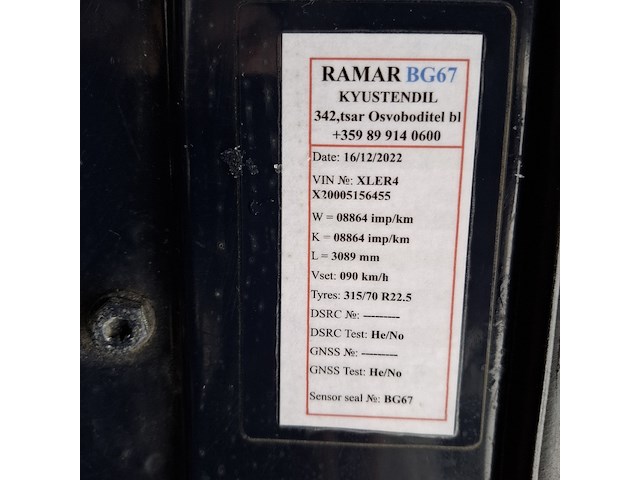 RAMAR BG67
KYUSTENDIL
342,tsar Osvoboditel bl
+359 89 914 0600
Date: 16/12/2022
VIN №: XLER4
X20005156455
W = 08864 imp/km
K = 08864 imp/km
L = 3089 mm
Vset: 090 km/h
Tyres: 315/70 R22.5
DSRC №: ----------
DSRC Test: He/No
GNSS №: ----------
GNSS Test: He/No
Sensor seal №: BG67